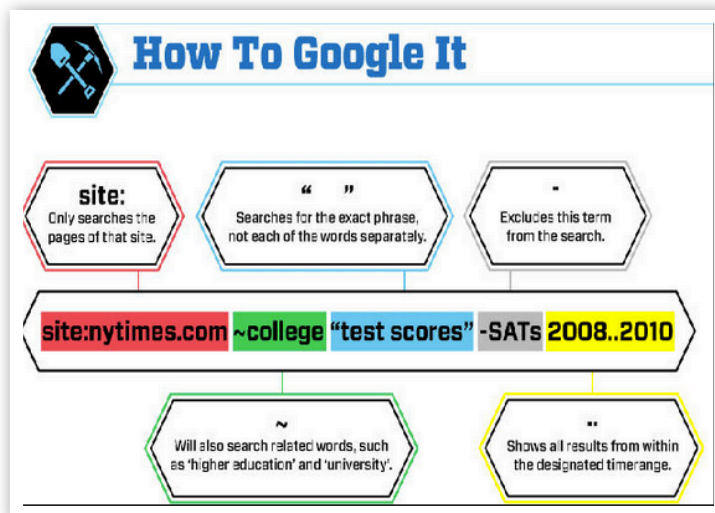 How To Google It
site:
Only searches the
pages of that site.
“ ”
Searches for the exact phrase,
not each of the words separately.
-
Excludes this term
from the search.
site:nytimes.com ~college “test scores” -SATs 2008..2010
~
Will also search related words, such
as ‘higher education’ and ‘university’.
..
Shows all results from within
the designated timerange.